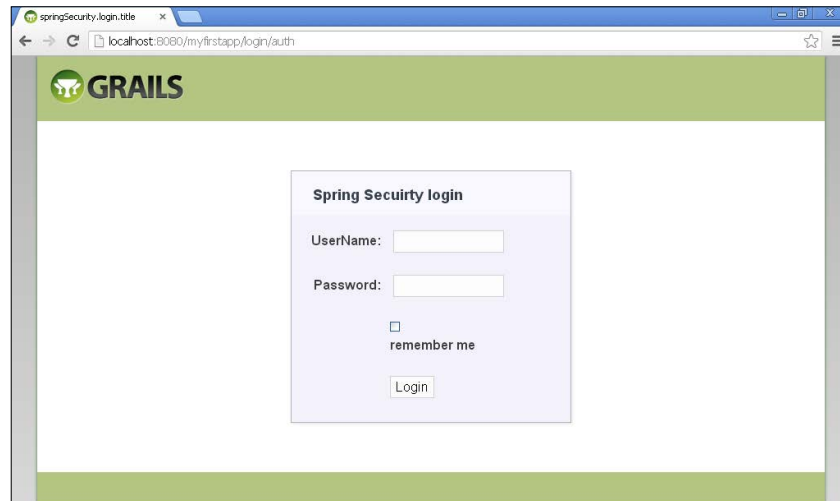 springSecurity.login.title
localhost:8080/myfirstapp/login/auth
GRAILS
Spring Secuirty login
UserName:
Password:
remember me
Login